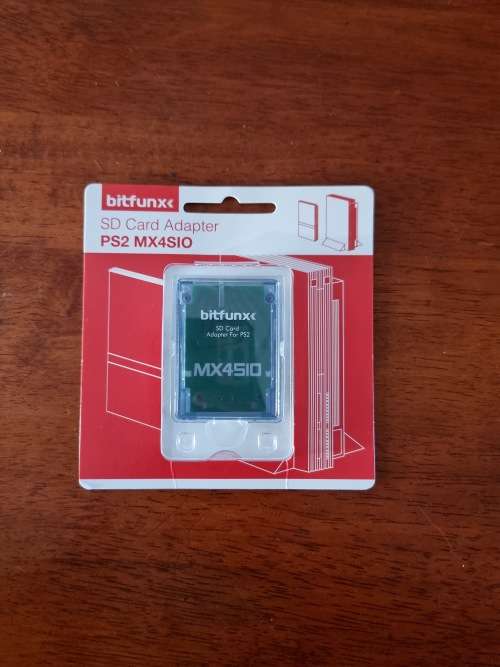 bitfunx
SD Card Adapter
PS2 MX4SIO
bitfunx
SD Card
Adapter For PS2
MX4SIO